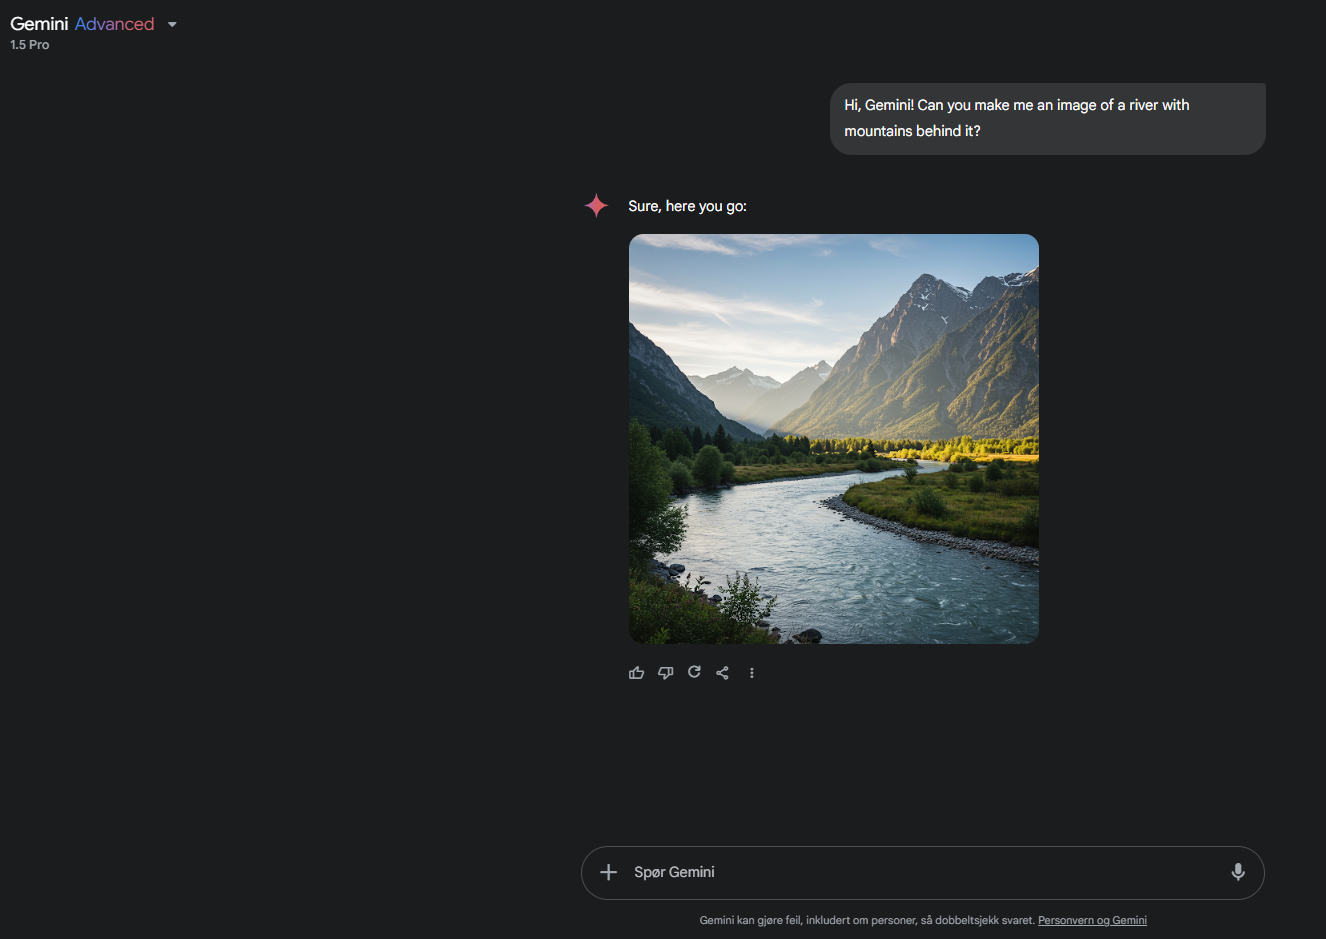 Gemini Advanced
1.5 Pro
Hi, Gemini! Can you make me an image of a river with
mountains behind it?
Sure, here you go:
Spør Gemini
Gemini kan gjøre feil, inkludert om personer, så dobbeltsjekk svaret. Personvern og Gemini